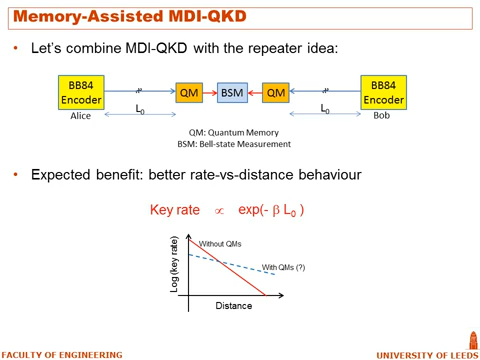 Memory-Assisted MDI-QKD
• Let's combine MDI-QKD with the repeater idea:
BB84 Encoder
QM
BSM
QM
BB84 Encoder
Alice
L₀
L₀
Bob
QM: Quantum Memory
BSM: Bell-state Measurement
• Expected benefit: better rate-vs-distance behaviour
Key rate ∝ exp(- β L₀ )
Log(key rate)
Without QMs
With QMs (?)
Distance
FACULTY OF ENGINEERING
UNIVERSITY OF LEEDS